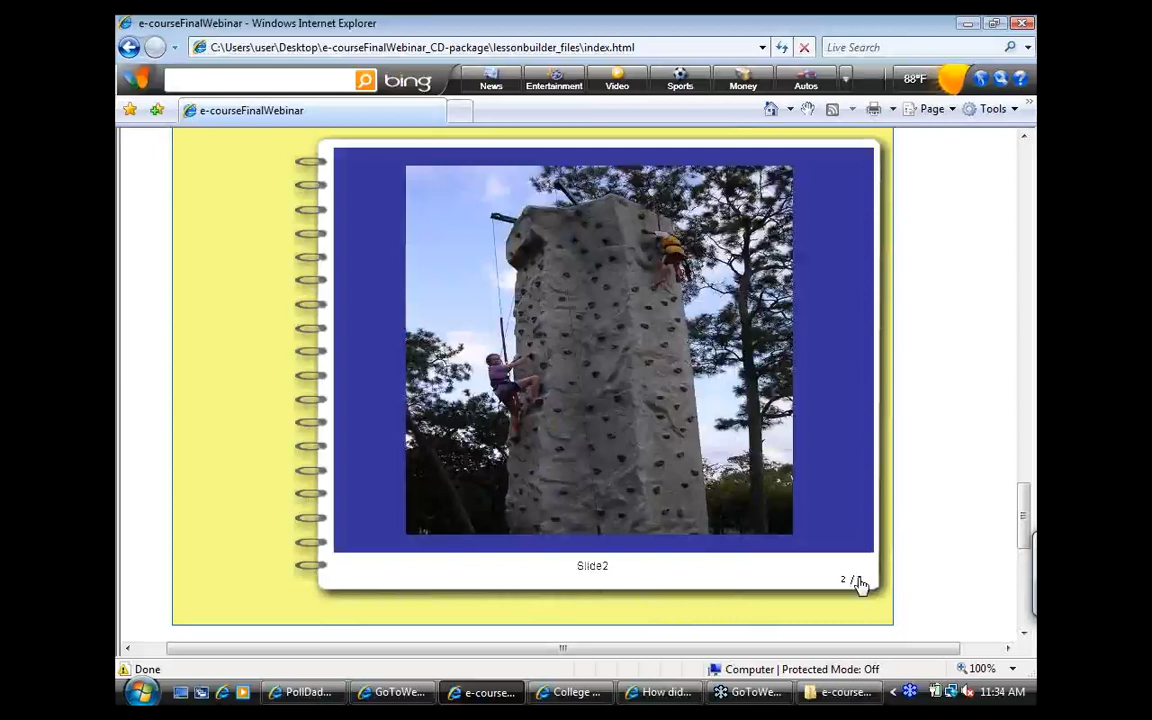 e-courseFinalWebinar - Windows Internet Explorer
C:\Users\user\Desktop\e-courseFinalWebinar_CD-package\lessonbuilder_files\index.html
Live Search
bing
News
Entertainment
Video
Sports
Money
Autos
88°F
e-courseFinalWebinar
Page
Tools
Slide2
2 /
Done
Computer | Protected Mode: Off
100%
PollDad...
GoToWe...
e-course...
College ...
How did...
GoToWe...
e-course...
11:34 AM